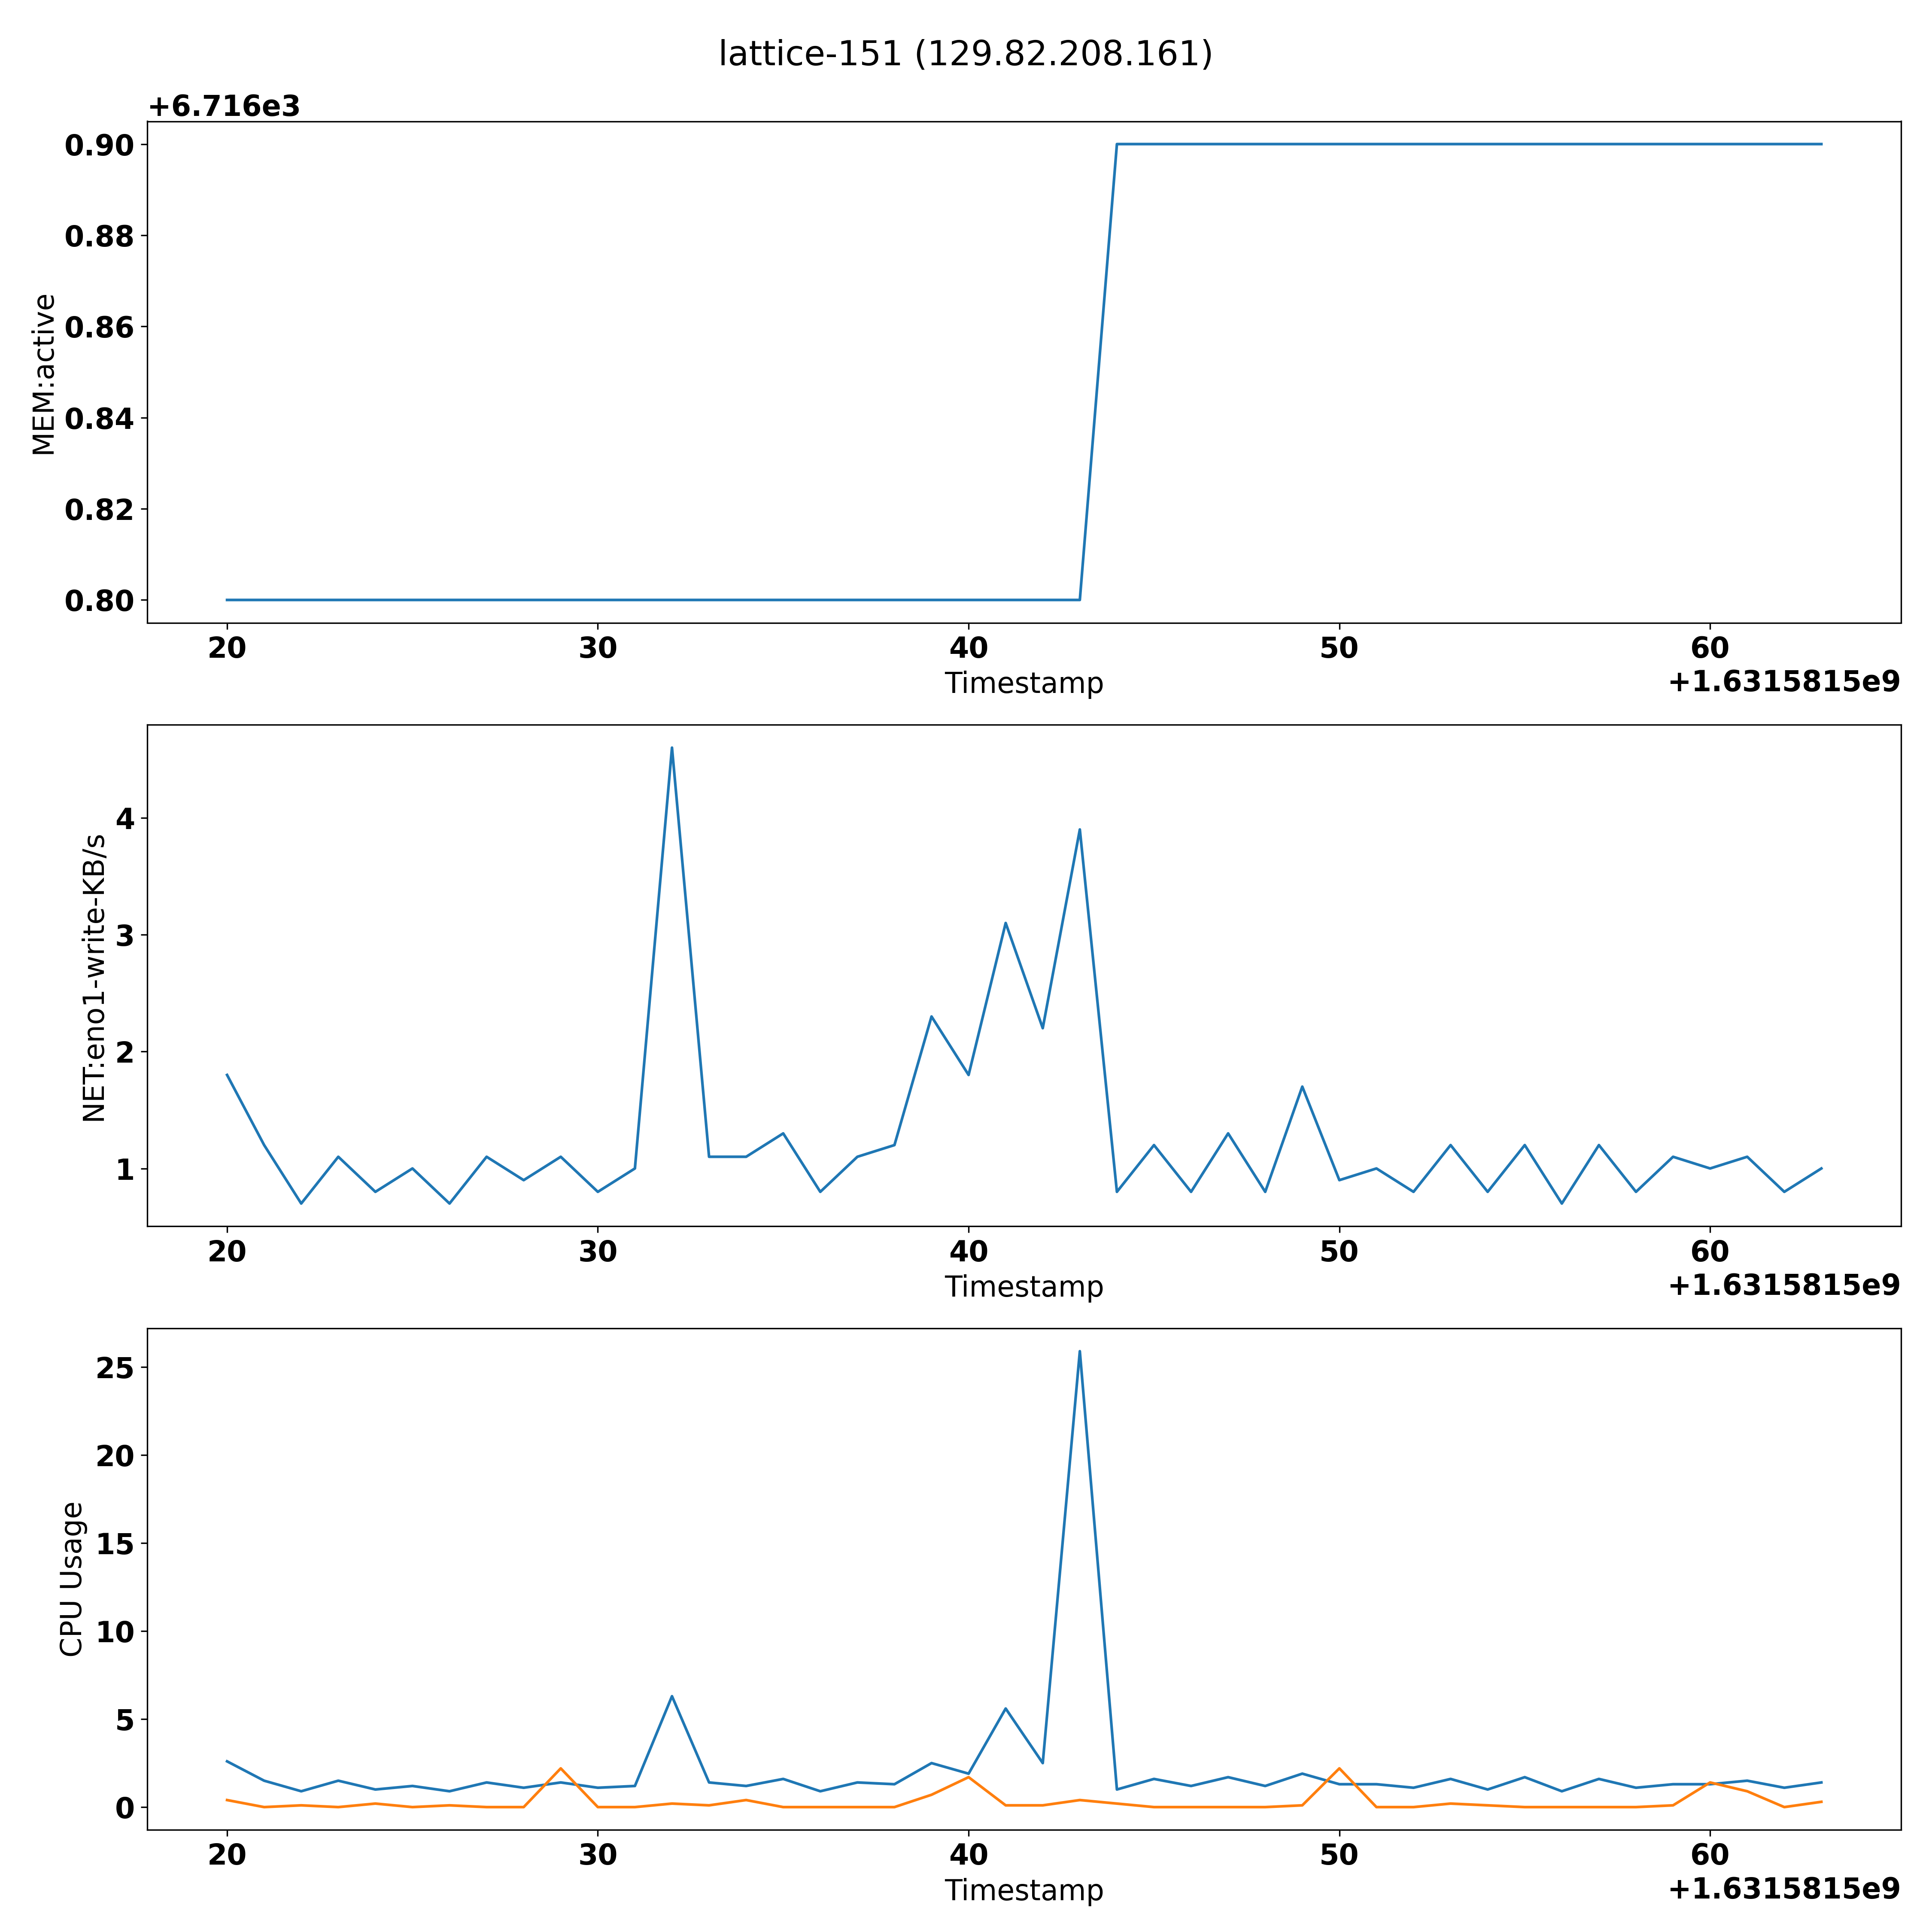 lattice-151 (129.82.208.161)
+6.716e3
0.90
0.88
0.86
0.84
0.82
0.80
MEM:active
20 30 40 50 60
Timestamp
+1.6315815e9
4
3
2
1
NET:eno1-write-KB/s
20 30 40 50 60
Timestamp
+1.6315815e9
25
20
15
10
5
0
CPU Usage
20 30 40 50 60
Timestamp
+1.6315815e9